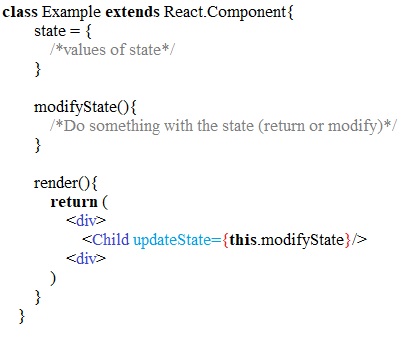 class Example extends React.Component{
state = {
/*values of state*/
}
modifyState(){
/*Do something with the state (return or modify)*/
}
render(){
return (
<div>
<Child updateState={this.modifyState}/>
<div>
)
}
}